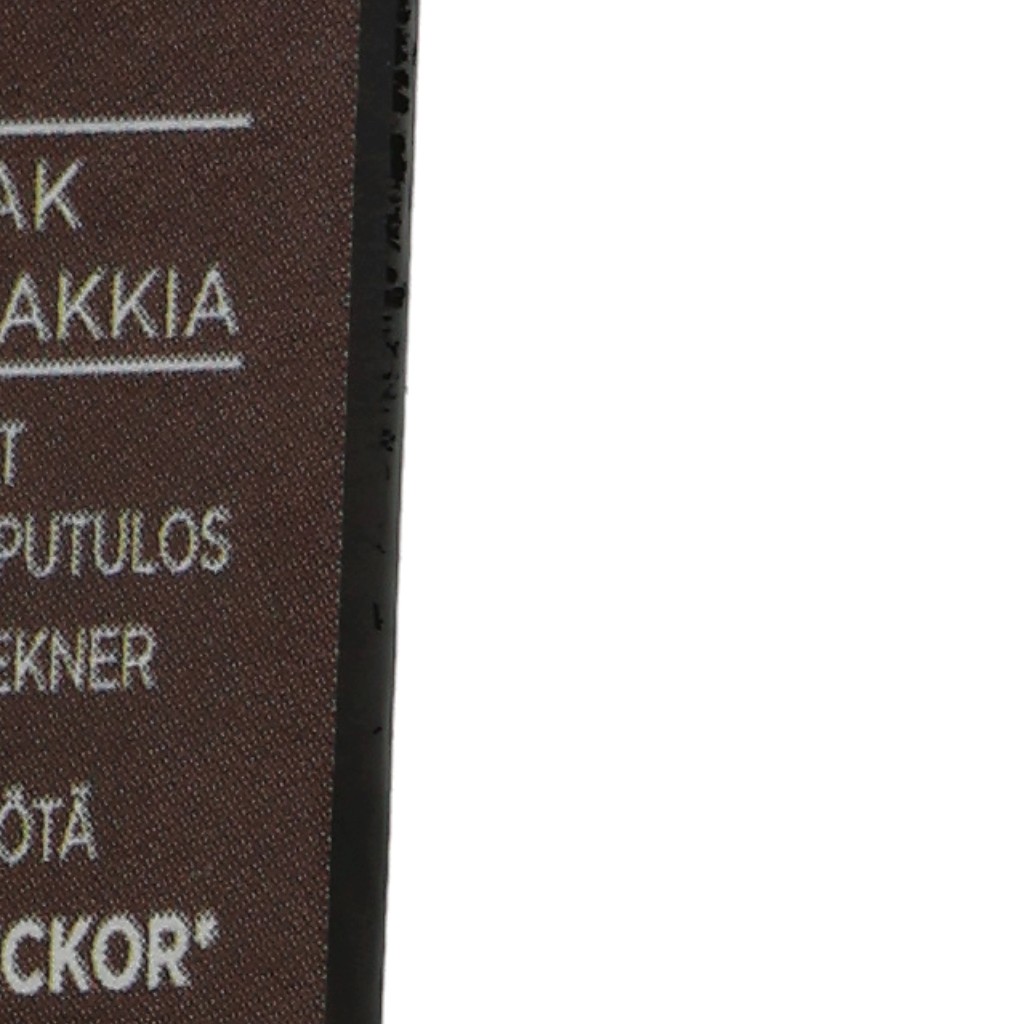 AK
AKKIA
T
PUTULOS
EKNER
ÖTÄ
CKOR*